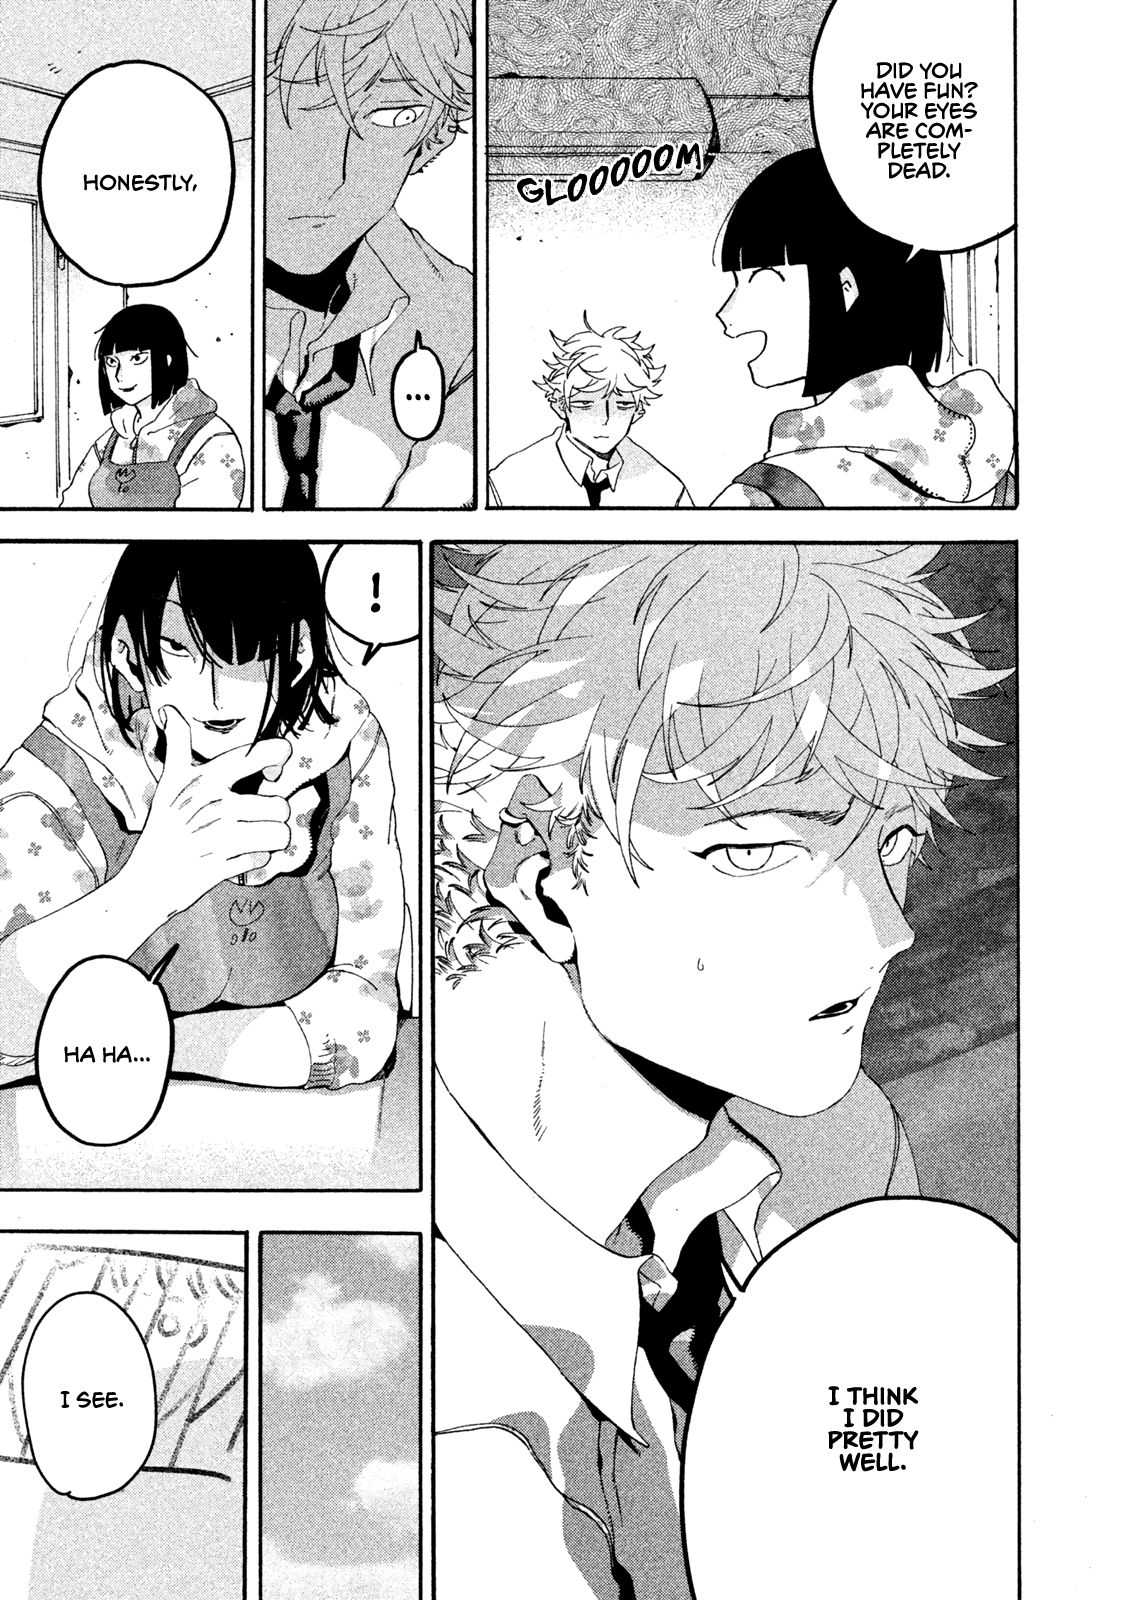 DID YOU
HAVE FUN?
YOUR EYES
ARE COM-
PLETELY
DEAD.
GLOOOOOM
...
HONESTLY,
I THINK
I DID
PRETTY
WELL.
!
HA HA...
I SEE.